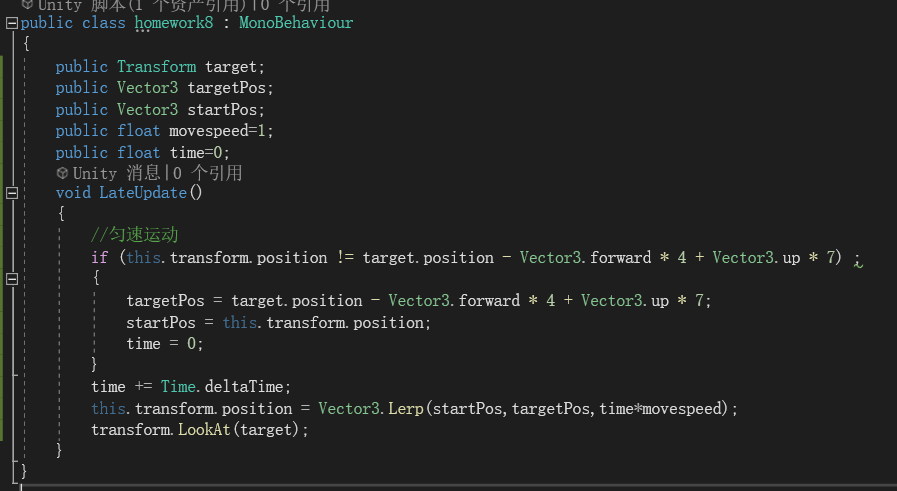 Unity 脚本(1 个资产引用)|0 个引用
public class homework8 : MonoBehaviour
{
public Transform target;
public Vector3 targetPos;
public Vector3 startPos;
public float movespeed=1;
public float time=0;
Unity 消息|0 个引用
void LateUpdate()
{
//匀速运动
if (this.transform.position != target.position - Vector3.forward * 4 + Vector3.up * 7) ;
{
targetPos = target.position - Vector3.forward * 4 + Vector3.up * 7;
startPos = this.transform.position;
time = 0;
}
time += Time.deltaTime;
this.transform.position = Vector3.Lerp(startPos,targetPos,time*movespeed);
transform.LookAt(target);
}
}